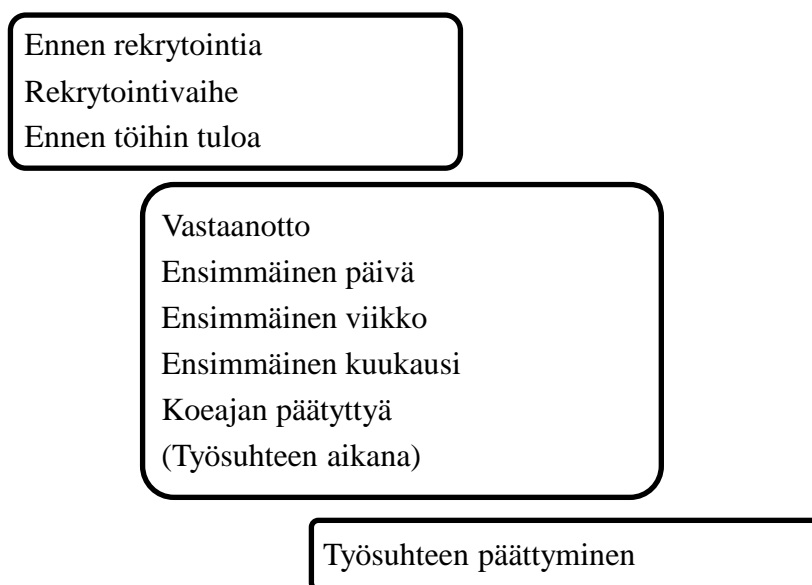 Ennen rekrytointia
Rekrytointivaihe
Ennen töihin tuloa
Vastaanotto
Ensimmäinen päivä
Ensimmäinen viikko
Ensimmäinen kuukausi
Koeajan päätyttyä
(Työsuhteen aikana)
Työsuhteen päättyminen